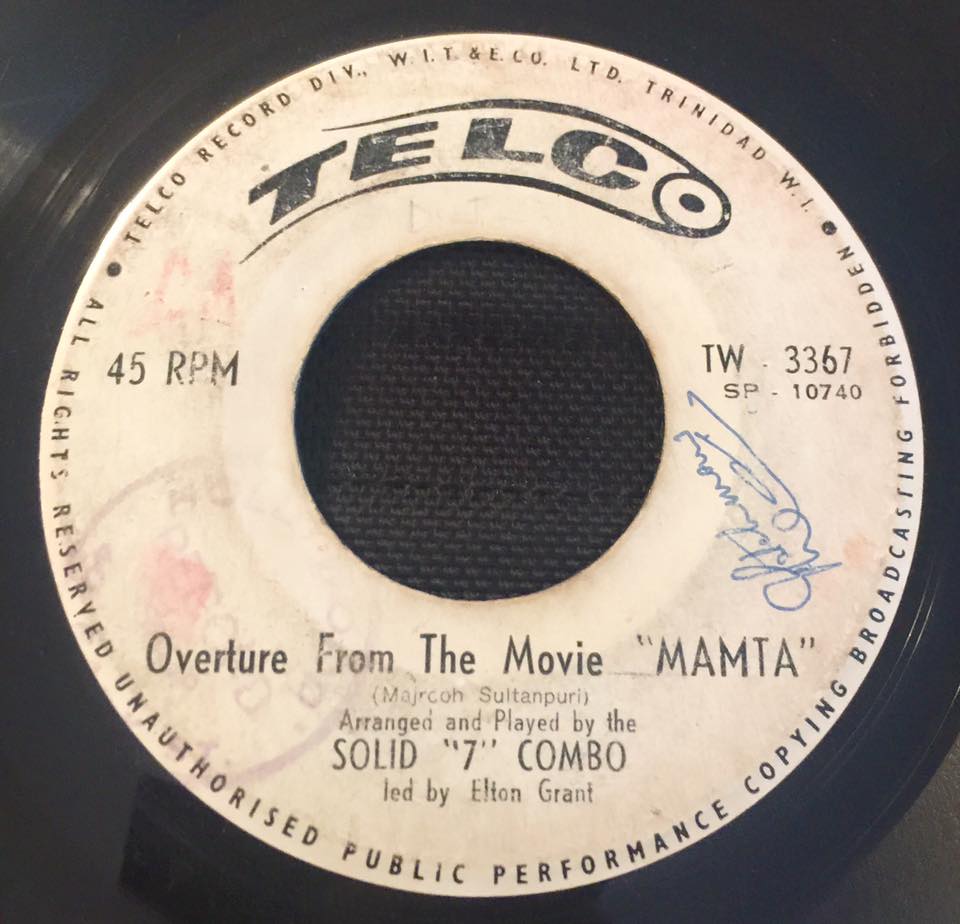 TELCO RECORD DIV., W.I.T. & E. CO. LTD. TRINIDAD W.I.
TELCO
45 RPM
TW - 3367
SP - 10740
Overture From The Movie "MAMTA"
(Majrcoh Sultanpuri)
Arranged and Played by the
SOLID "7" COMBO
led by Elton Grant
ALL RIGHTS RESERVED UNAUTHORISED PUBLIC PERFORMANCE COPYING BROADCASTING FORBIDDEN